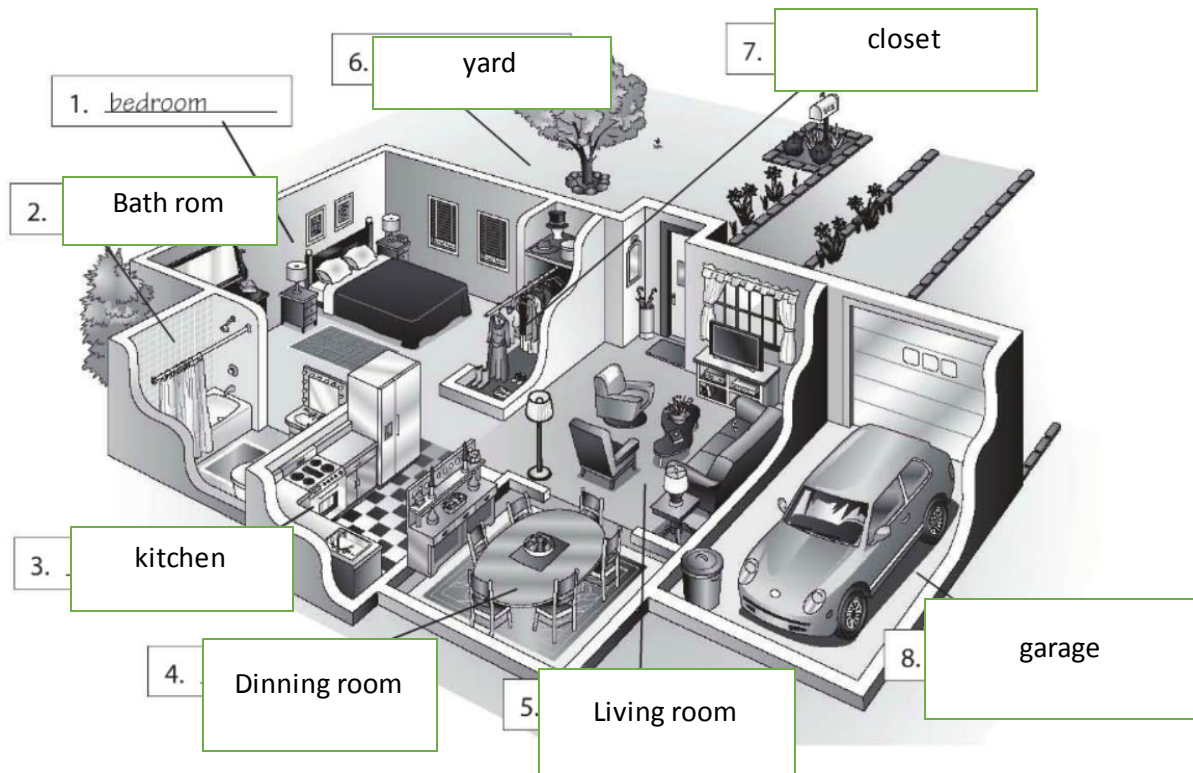 1. bedroom
2. Bath rom
3. kitchen
4. Dinning room
5. Living room
6. yard
7. closet
8. garage